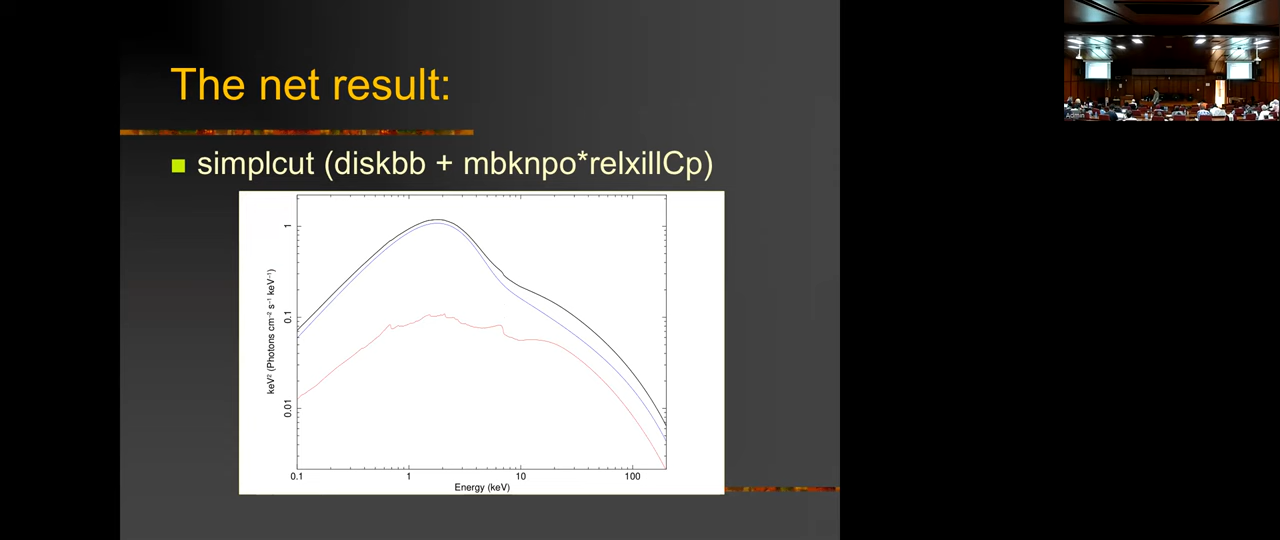 The net result:
simplcut (diskbb + mbknpo*relxillCp)
keV² (Photons cm⁻² s⁻¹ keV⁻¹)
1
0.1
0.01
0.1 1 10 100
Energy (keV)